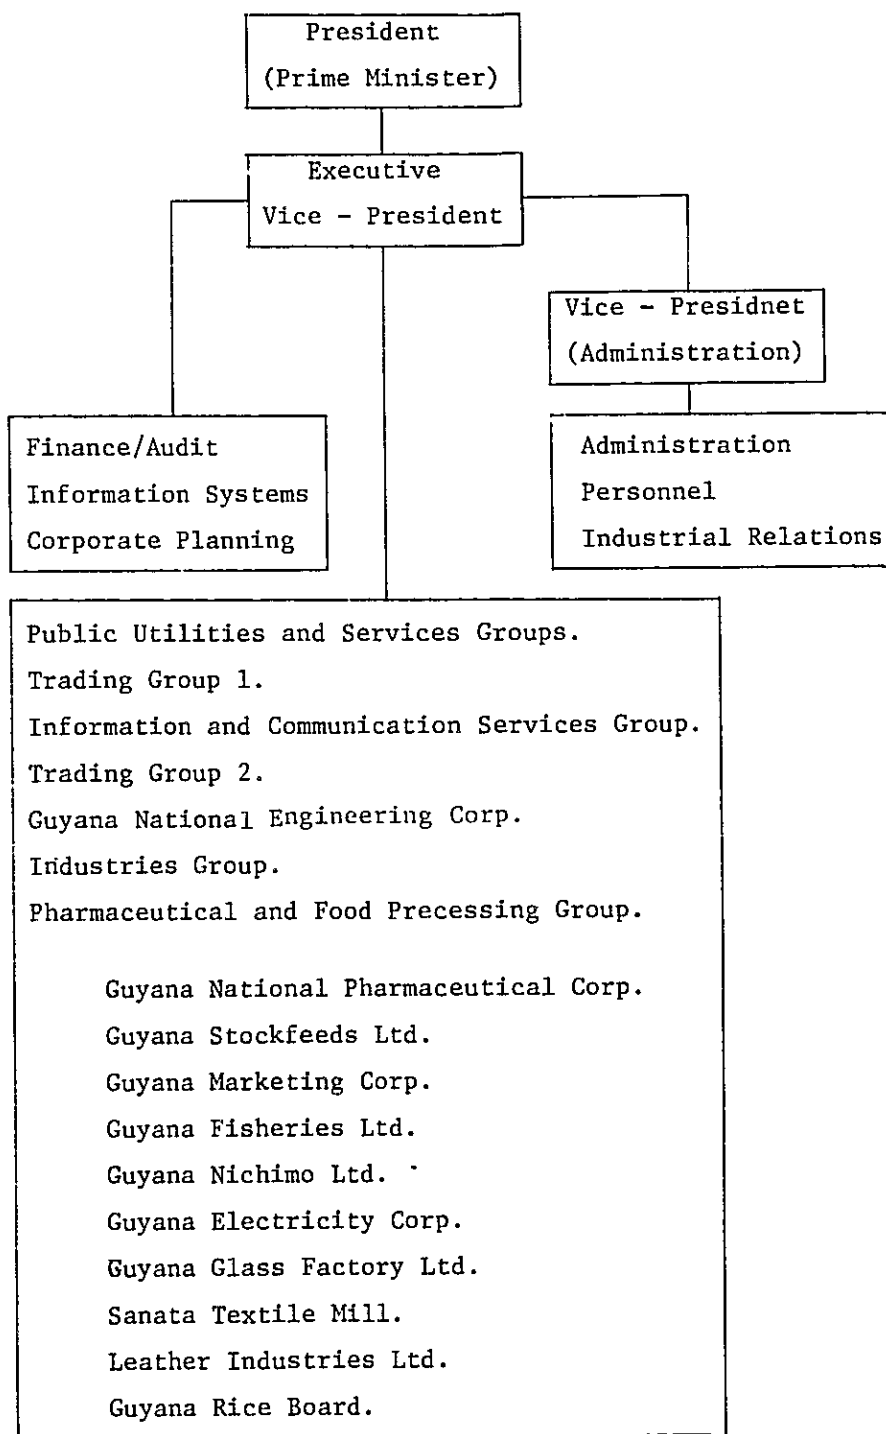 President
(Prime Minister)
Executive
Vice - President
Vice - Presidnet
(Administration)
Finance/Audit
Information Systems
Corporate Planning
Administration
Personnel
Industrial Relations
Public Utilities and Services Groups.
Trading Group 1.
Information and Communication Services Group.
Trading Group 2.
Guyana National Engineering Corp.
Industries Group.
Pharmaceutical and Food Precessing Group.
Guyana National Pharmaceutical Corp.
Guyana Stockfeeds Ltd.
Guyana Marketing Corp.
Guyana Fisheries Ltd.
Guyana Nichimo Ltd.
Guyana Electricity Corp.
Guyana Glass Factory Ltd.
Sanata Textile Mill.
Leather Industries Ltd.
Guyana Rice Board.